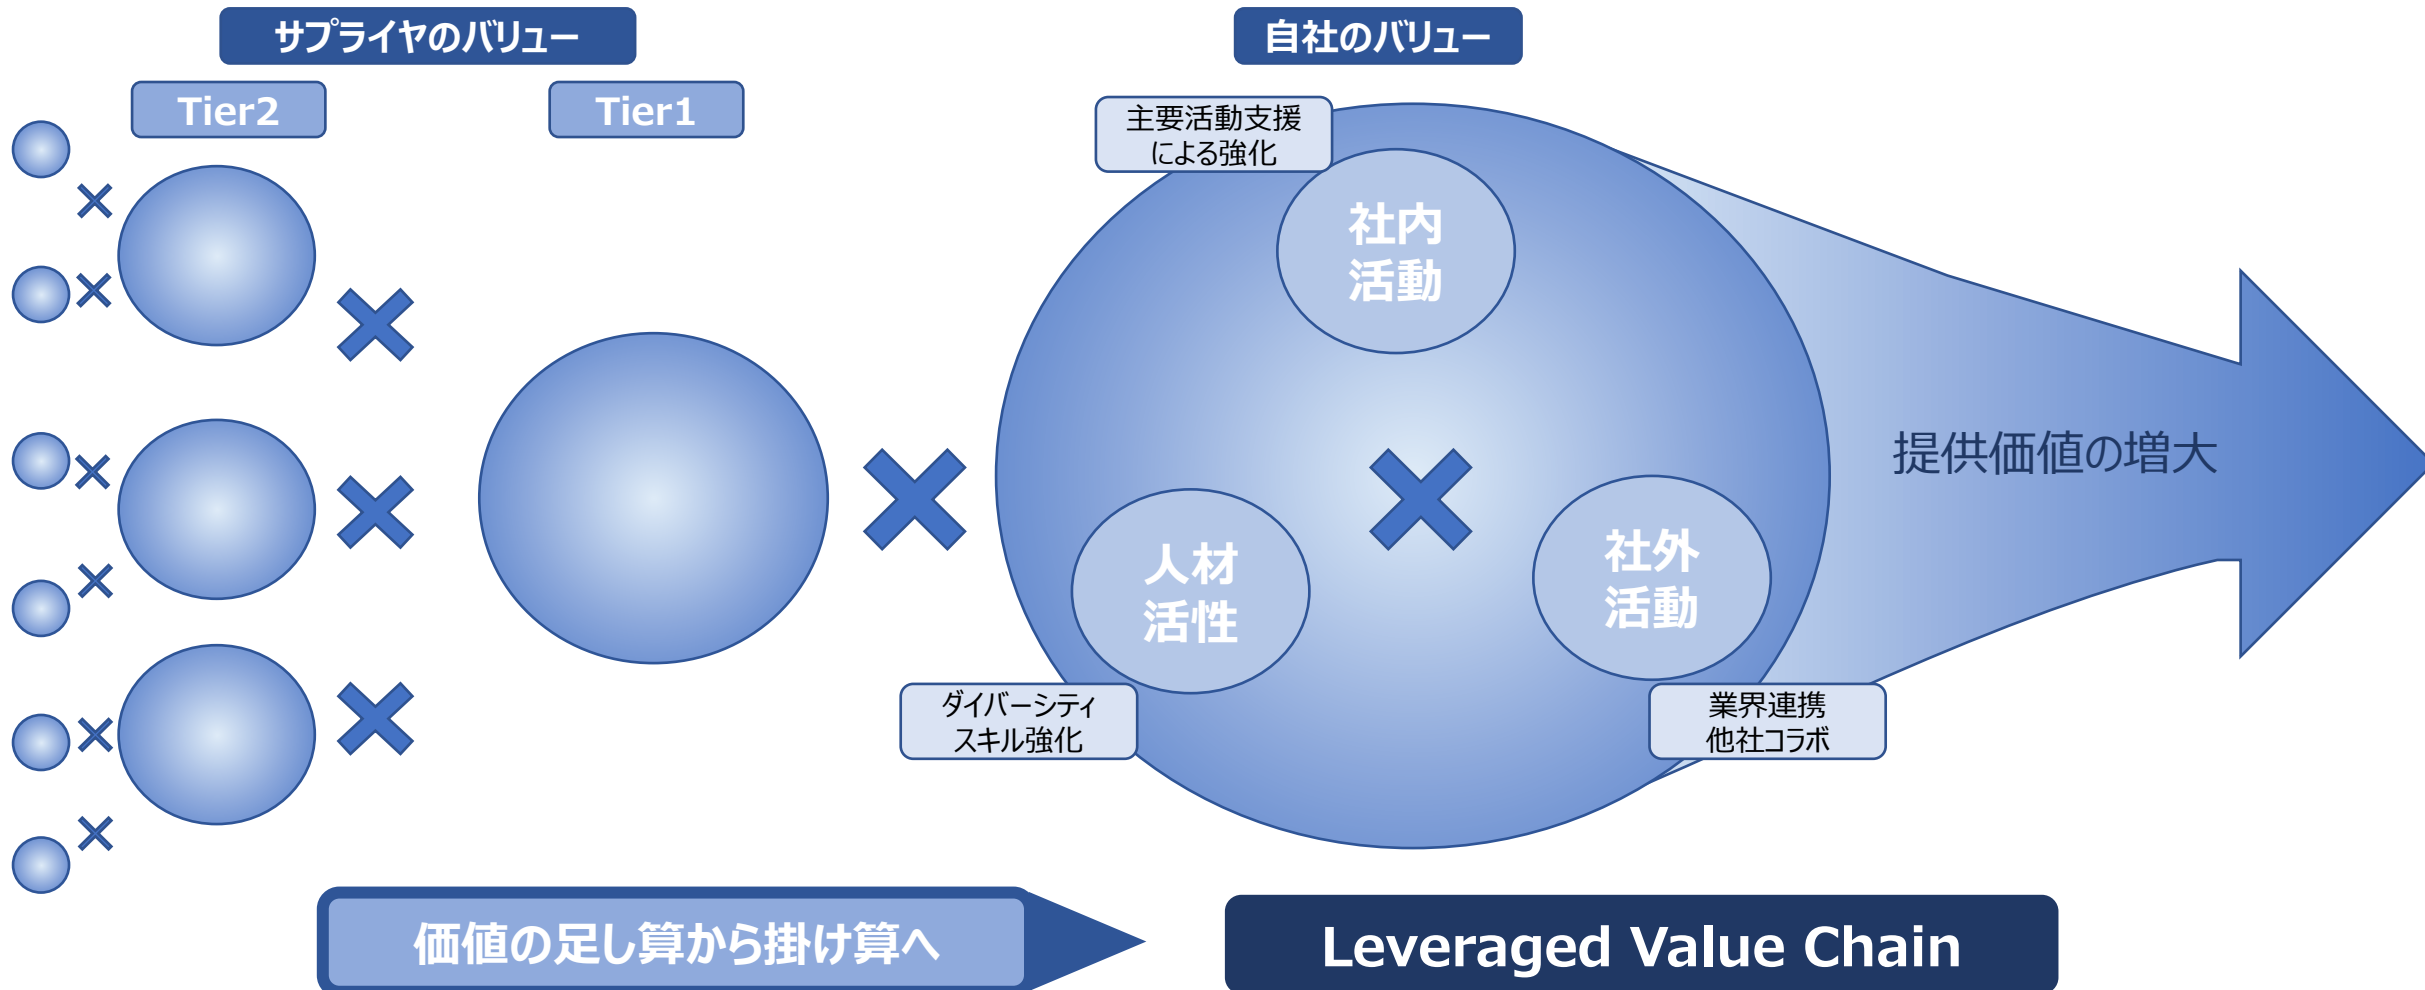 サプライヤのバリュー
自社のバリュー
Tier2
Tier1
主要活動支援
による強化
社内
活動
提供価値の増大
人材
活性
社外
活動
ダイバーシティ
スキル強化
業界連携
他社コラボ
価値の足し算から掛け算へ
Leveraged Value Chain